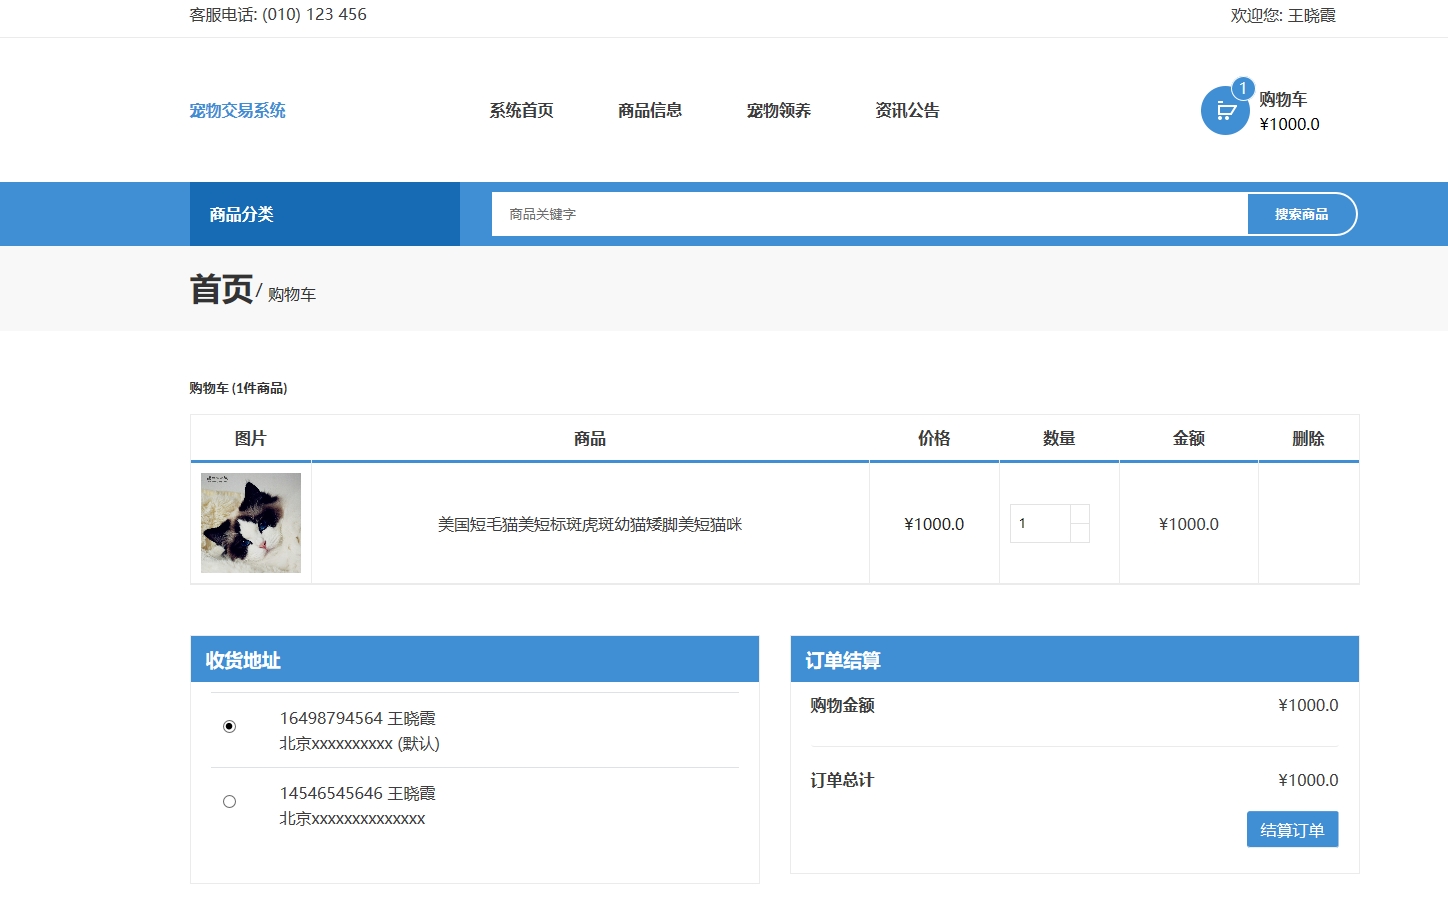 客服电话: (010) 123 456
欢迎您: 王晓霞
宠物交易系统
系统首页
商品信息
宠物领养
资讯公告
1
购物车
¥1000.0
商品分类
商品关键字
搜索商品
首页/ 购物车
购物车 (1件商品)
图片
商品
价格
数量
金额
删除
美国短毛猫美短标斑虎斑幼猫矮脚美短猫咪
¥1000.0
1
¥1000.0
收货地址
16498794564 王晓霞
北京xxxxxxxxxx (默认)
14546545646 王晓霞
北京xxxxxxxxxxxxxx
订单结算
购物金额
¥1000.0
订单总计
¥1000.0
结算订单